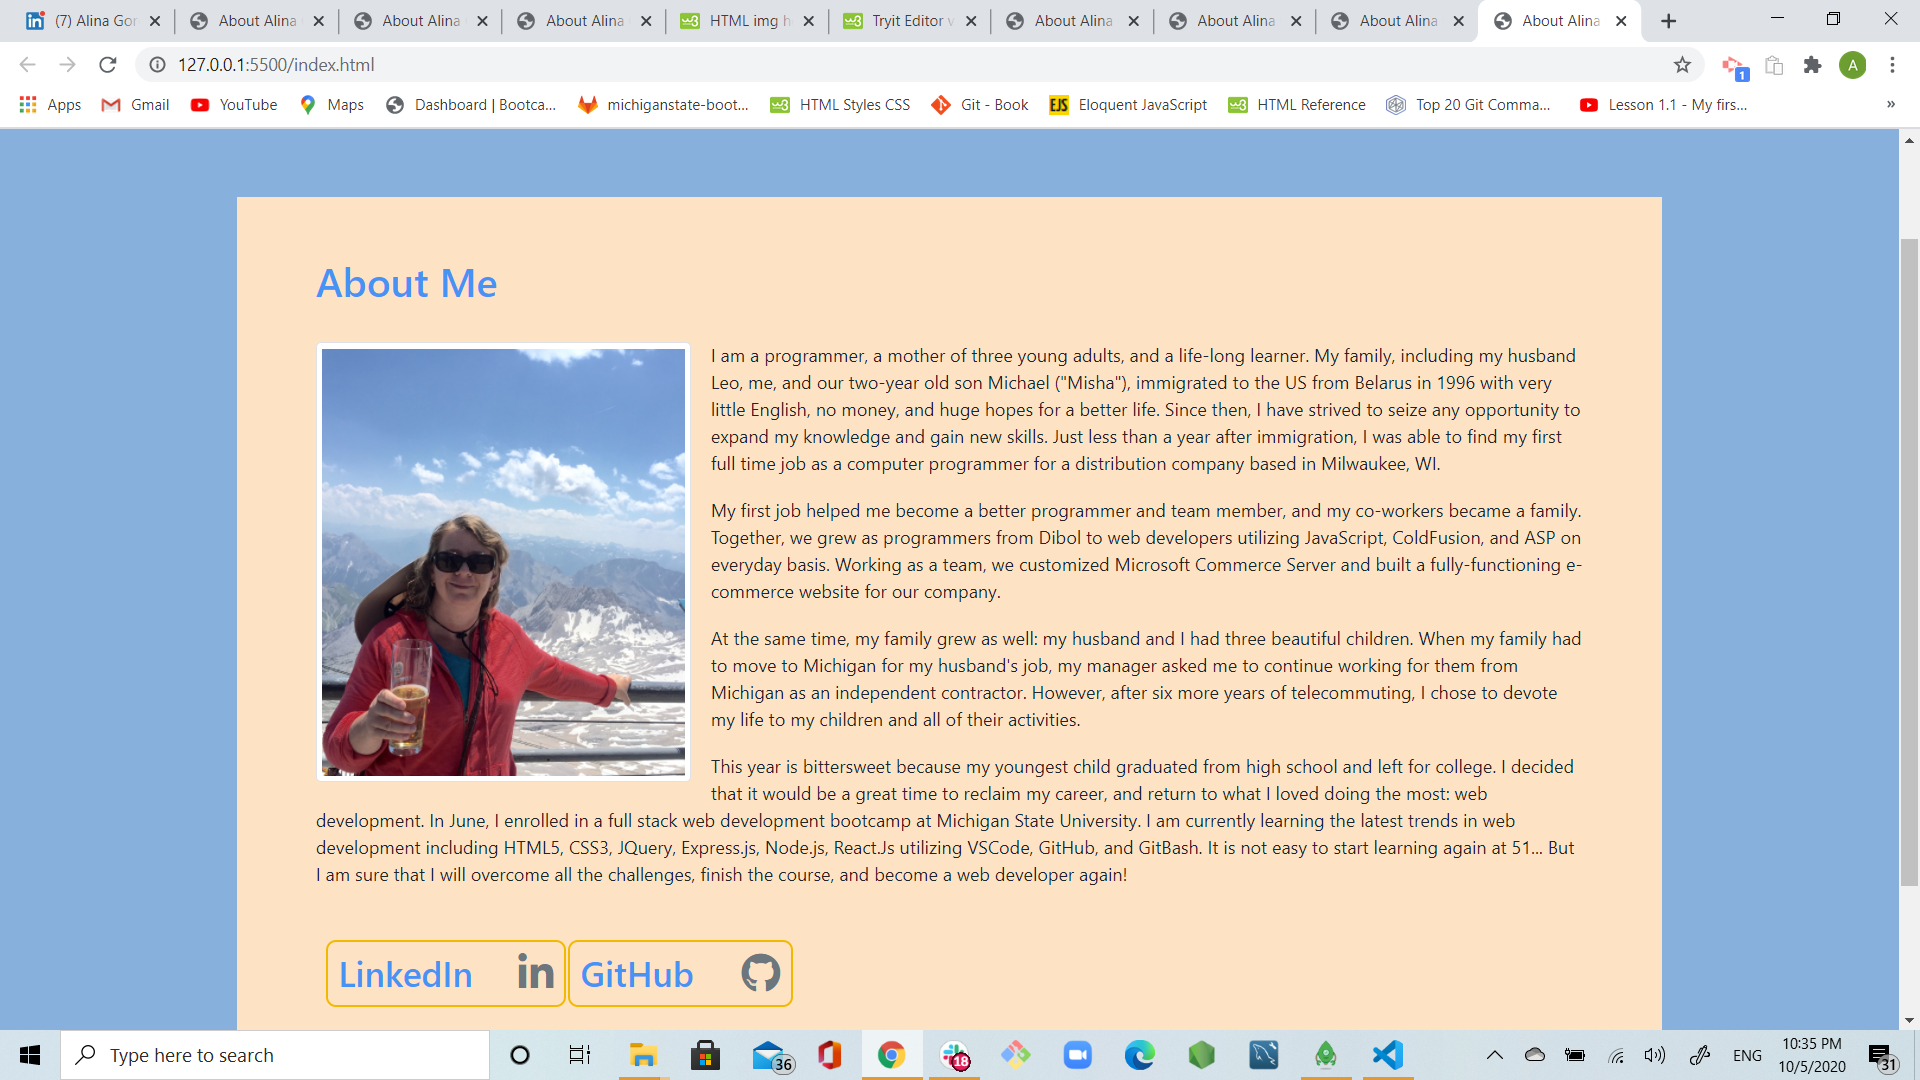 (7) Alina Gor
About Alina
About Alina
About Alina
HTML img h
Tryit Editor v
About Alina
About Alina
About Alina
About Alina
127.0.0.1:5500/index.html
A
1
Apps
Gmail
YouTube
Maps
Dashboard | Bootca...
michiganstate-boot...
HTML Styles CSS
Git - Book
EJS
Eloquent JavaScript
HTML Reference
Top 20 Git Comma...
Lesson 1.1 - My firs...
»
About Me
I am a programmer, a mother of three young adults, and a life-long learner. My family, including my husband
Leo, me, and our two-year old son Michael ("Misha"), immigrated to the US from Belarus in 1996 with very
little English, no money, and huge hopes for a better life. Since then, I have strived to seize any opportunity to
expand my knowledge and gain new skills. Just less than a year after immigration, I was able to find my first
full time job as a computer programmer for a distribution company based in Milwaukee, WI.
My first job helped me become a better programmer and team member, and my co-workers became a family.
Together, we grew as programmers from Dibol to web developers utilizing JavaScript, ColdFusion, and ASP on
everyday basis. Working as a team, we customized Microsoft Commerce Server and built a fully-functioning e-
commerce website for our company.
At the same time, my family grew as well: my husband and I had three beautiful children. When my family had
to move to Michigan for my husband's job, my manager asked me to continue working for them from
Michigan as an independent contractor. However, after six more years of telecommuting, I chose to devote
my life to my children and all of their activities.
This year is bittersweet because my youngest child graduated from high school and left for college. I decided
that it would be a great time to reclaim my career, and return to what I loved doing the most: web
development. In June, I enrolled in a full stack web development bootcamp at Michigan State University. I am currently learning the latest trends in web
development including HTML5, CSS3, JQuery, Express.js, Node.js, React.Js utilizing VSCode, GitHub, and GitBash. It is not easy to start learning again at 51... But
I am sure that I will overcome all the challenges, finish the course, and become a web developer again!
LinkedIn in
GitHub
Type here to search
36
18
ENG
10:35 PM
10/5/2020
31